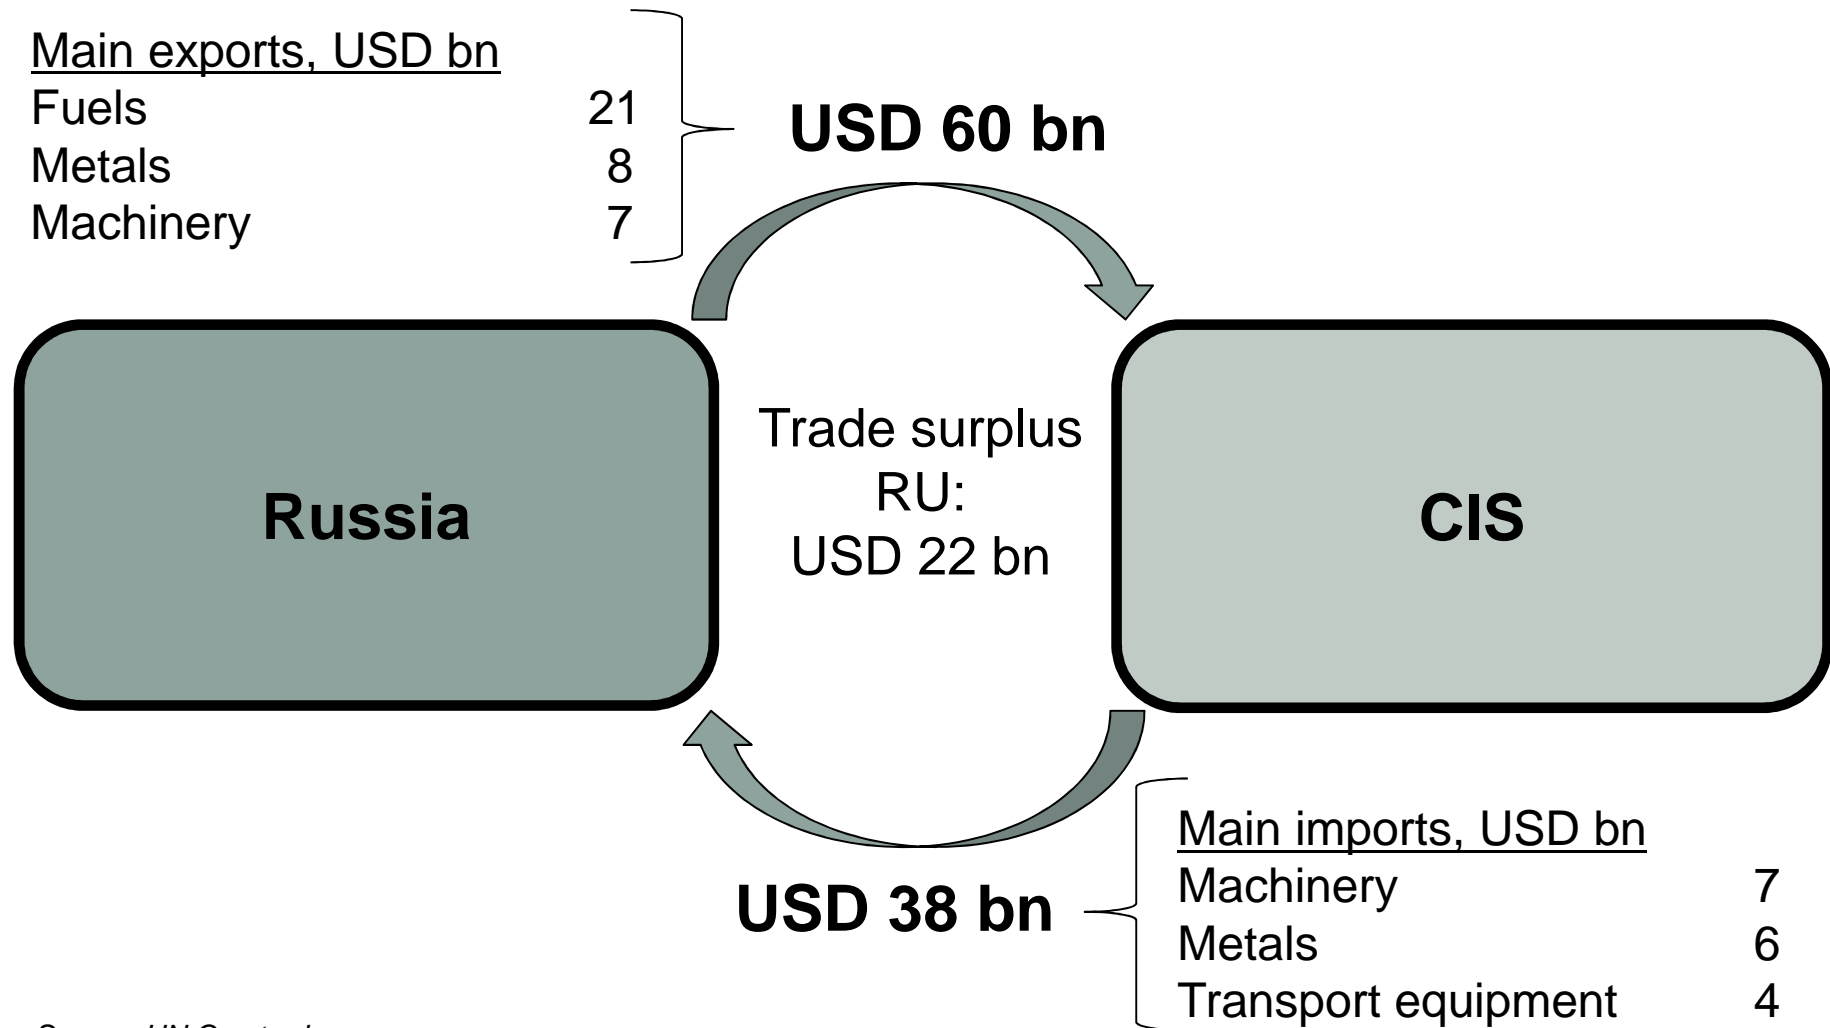 Main exports, USD bn
Fuels 21
Metals 8
Machinery 7
USD 60 bn
Russia
Trade surplus
RU:
USD 22 bn
CIS
USD 38 bn
Main imports, USD bn
Machinery 7
Metals 6
Transport equipment 4